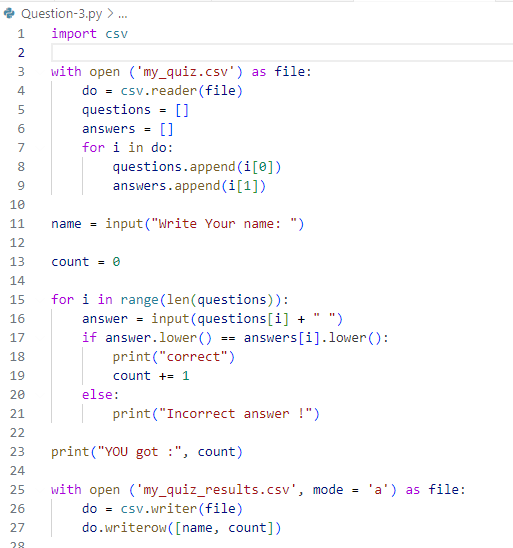 Question-3.py > ...
1 import csv
2
3 with open ('my_quiz.csv') as file:
4     do = csv.reader(file)
5     questions = []
6     answers = []
7     for i in do:
8         questions.append(i[0])
9         answers.append(i[1])
10
11 name = input("Write Your name: ")
12
13 count = 0
14
15 for i in range(len(questions)):
16     answer = input(questions[i] + " ")
17     if answer.lower() == answers[i].lower():
18         print("correct")
19         count += 1
20     else:
21         print("Incorrect answer !")
22
23 print("YOU got :", count)
24
25 with open ('my_quiz_results.csv', mode = 'a') as file:
26     do = csv.writer(file)
27     do.writerow([name, count])
28